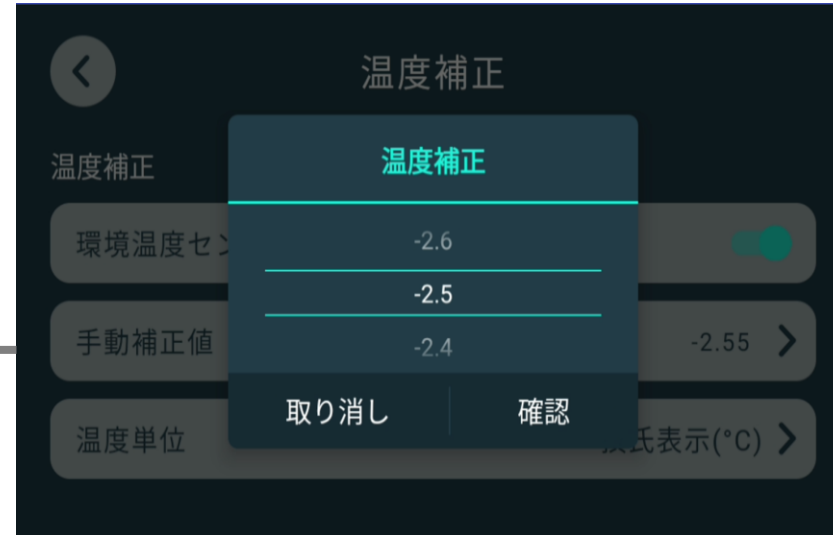 温度補正
温度補正
温度補正
-2.6
-2.5
-2.4
取り消し
確認
環境温度セ
手動補正値
-2.55
温度単位
氏表示(°C)